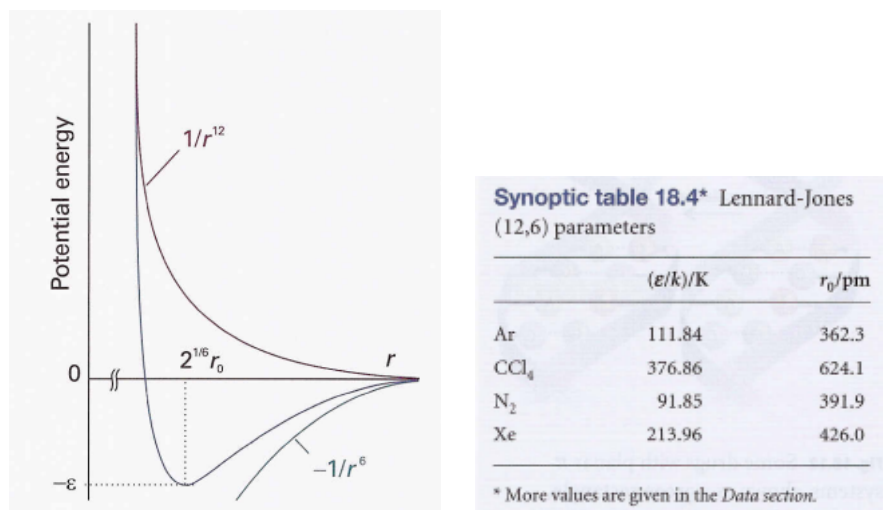 Potential energy
1/r¹²
2^1/6 r₀
r
0
−1/r⁶
−ε
Synoptic table 18.4* Lennard-Jones
(12,6) parameters
(ε/k)/K r₀/pm
Ar 111.84 362.3
CCl₄ 376.86 624.1
N₂ 91.85 391.9
Xe 213.96 426.0
* More values are given in the Data section.